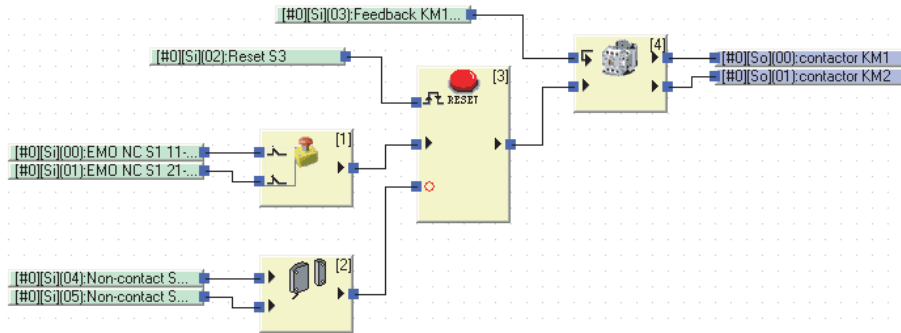 [#0][Si](03):Feedback KM1...
[4]
[#0][Si](02):Reset S3
[#0][So](00):contactor KM1
[3]
[#0][So](01):contactor KM2
RESET
[1]
[#0][Si](00):EMO NC S1 11-...
[#0][Si](01):EMO NC S1 21-...
[2]
[#0][Si](04):Non-contact S...
[#0][Si](05):Non-contact S...